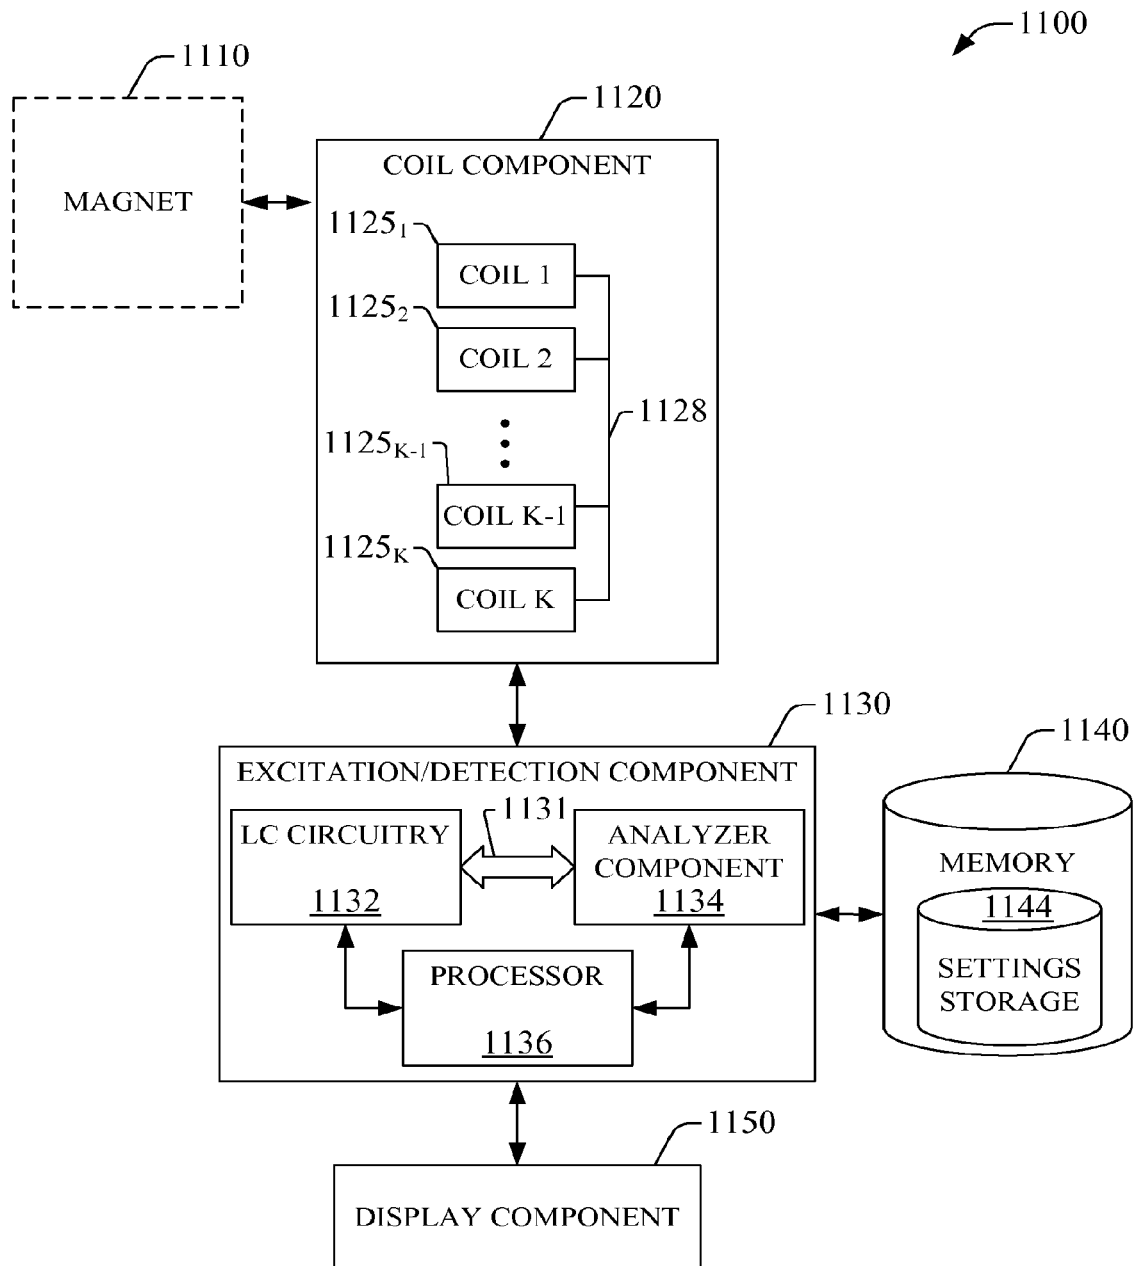 1100
1110
MAGNET
1120
COIL COMPONENT
1125₁
COIL 1
1125₂
COIL 2
1128
1125K-1
COIL K-1
1125K
COIL K
1130
EXCITATION/DETECTION COMPONENT
1131
LC CIRCUITRY
1132
ANALYZER
COMPONENT
1134
PROCESSOR
1136
1140
MEMORY
1144
SETTINGS
STORAGE
1150
DISPLAY COMPONENT